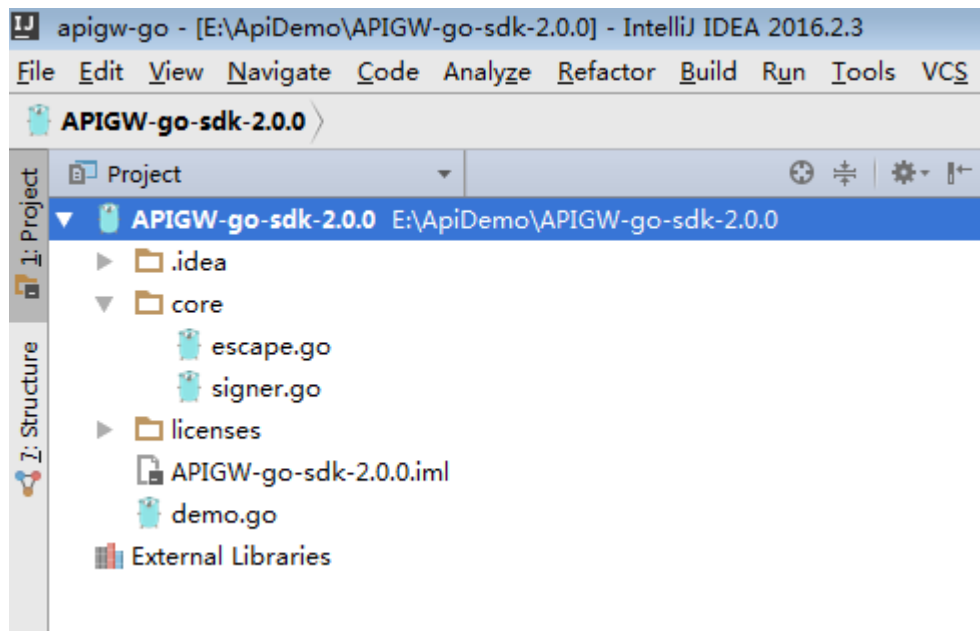 IJ apigw-go - [E:\ApiDemo\APIGW-go-sdk-2.0.0] - IntelliJ IDEA 2016.2.3
File Edit View Navigate Code Analyze Refactor Build Run Tools VCS
APIGW-go-sdk-2.0.0
1: Project
Project
APIGW-go-sdk-2.0.0 E:\ApiDemo\APIGW-go-sdk-2.0.0
.idea
core
escape.go
signer.go
7: Structure
licenses
APIGW-go-sdk-2.0.0.iml
demo.go
External Libraries